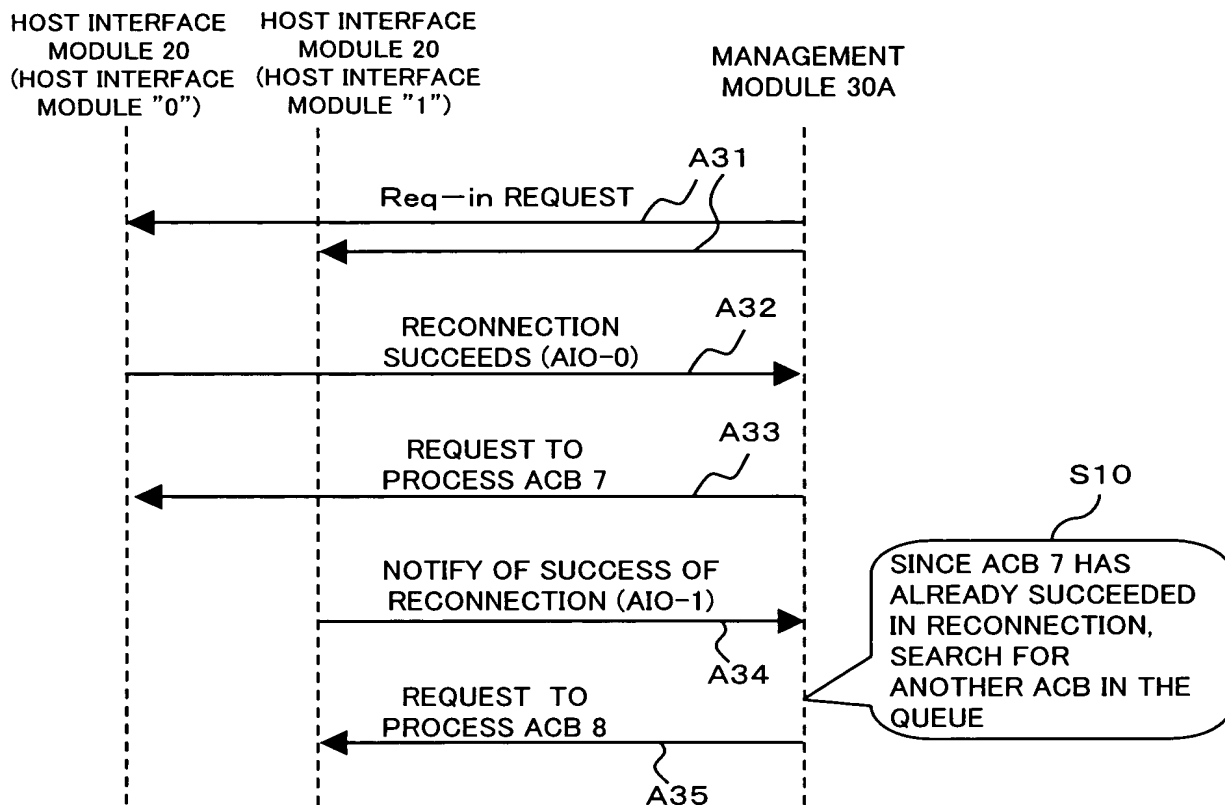 HOST INTERFACE
MODULE 20
(HOST INTERFACE
MODULE "0")
HOST INTERFACE
MODULE 20
(HOST INTERFACE
MODULE "1")
MANAGEMENT
MODULE 30A
A31
Req-in REQUEST
A32
RECONNECTION
SUCCEEDS (AIO-0)
A33
REQUEST TO
PROCESS ACB 7
S10
SINCE ACB 7 HAS
ALREADY SUCCEEDED
IN RECONNECTION,
SEARCH FOR
ANOTHER ACB IN THE
QUEUE
NOTIFY OF SUCCESS OF
RECONNECTION (AIO-1)
A34
REQUEST TO
PROCESS ACB 8
A35